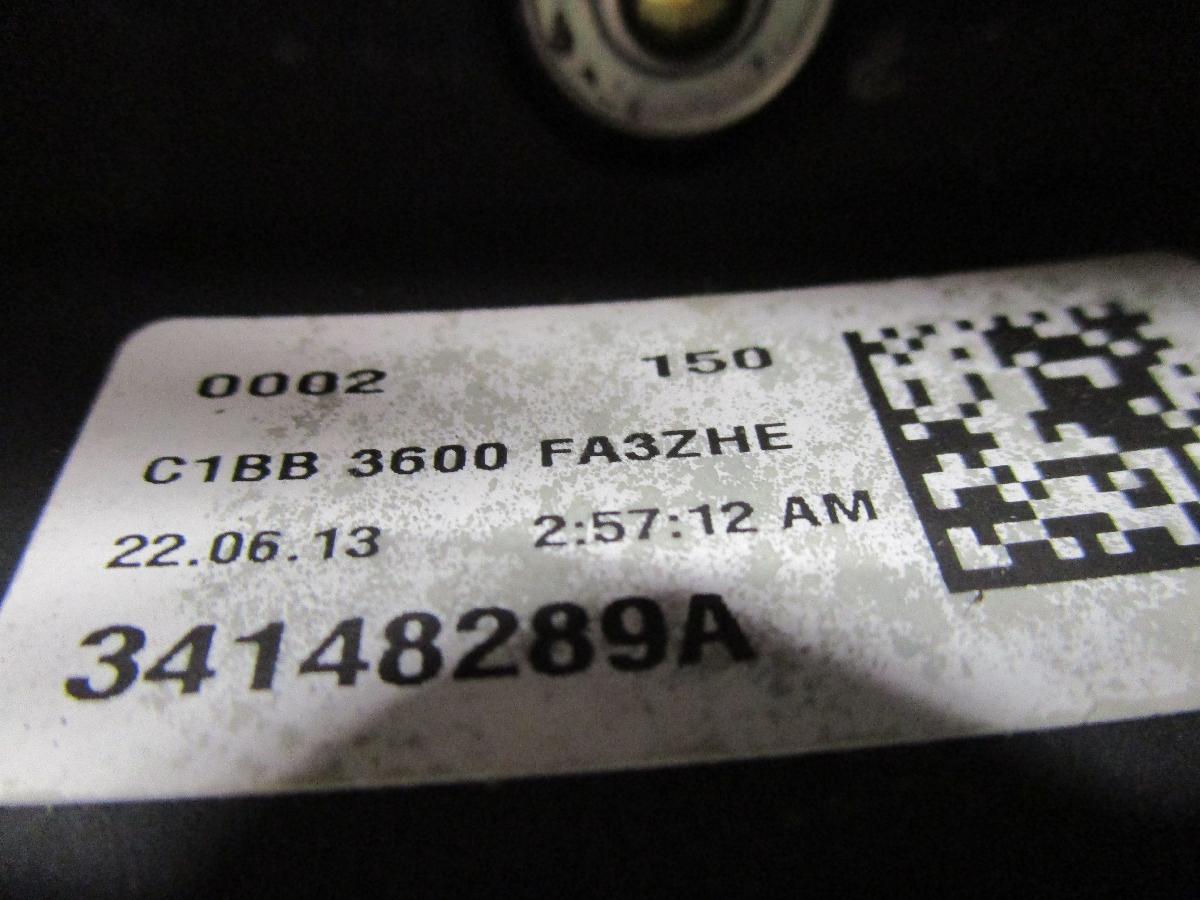 0002 150
C1BB 3600 FA3ZHE
22.06.13 2:57:12 AM
34148289A